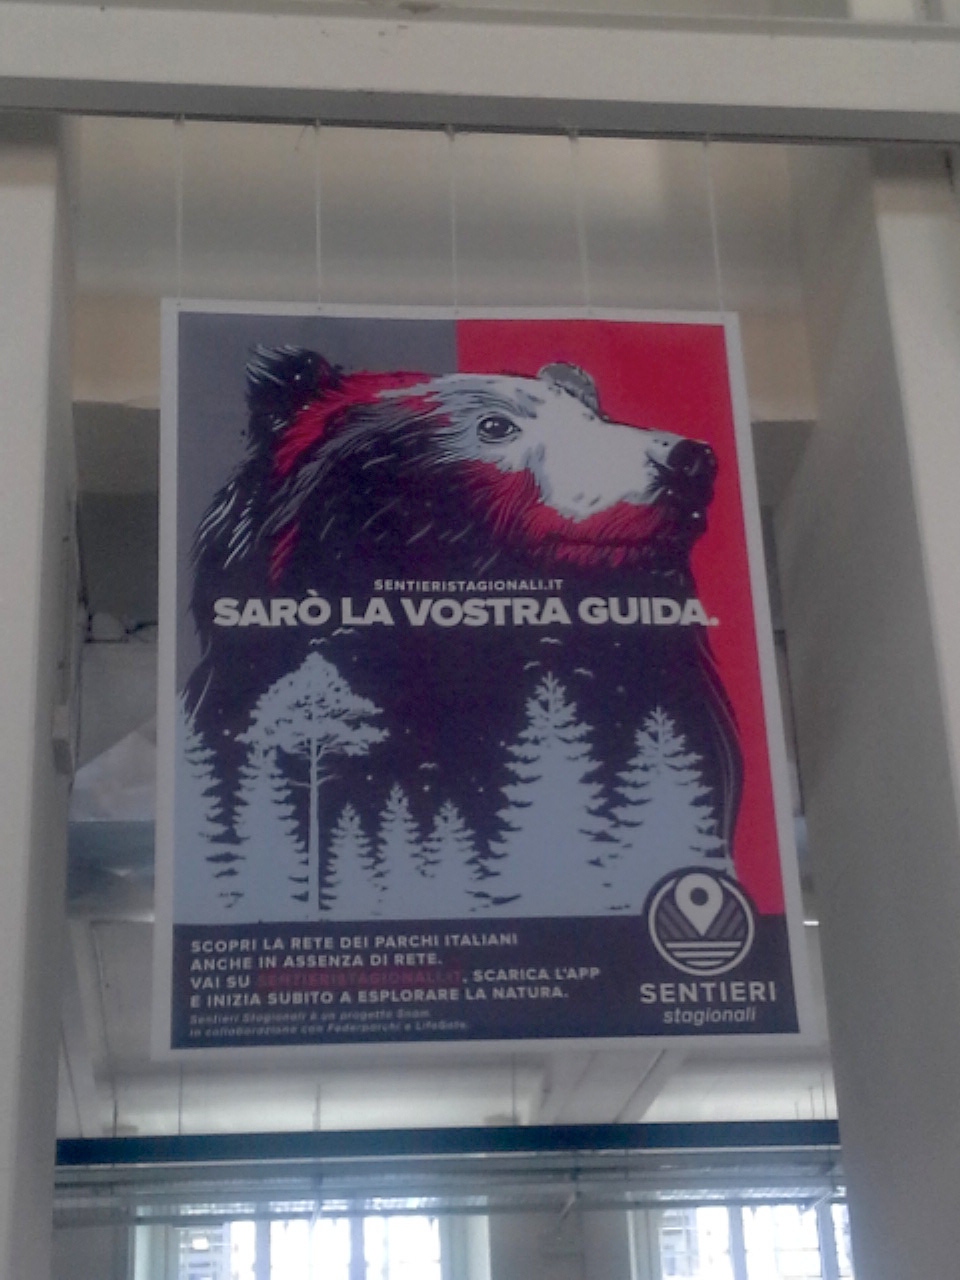 SENTIERISTAGIONALI.IT
SARÒ LA VOSTRA GUIDA.
SCOPRI LA RETE DEI PARCHI ITALIANI
ANCHE IN ASSENZA DI RETE.
VAI SU SENTIERISTAGIONALI.IT, SCARICA L'APP
E INIZIA SUBITO A ESPLORARE LA NATURA.
Sentieri Stagionali è un progetto Snam.
in collaborazione con Federparchi e LifeGate.
SENTIERI
stagionali